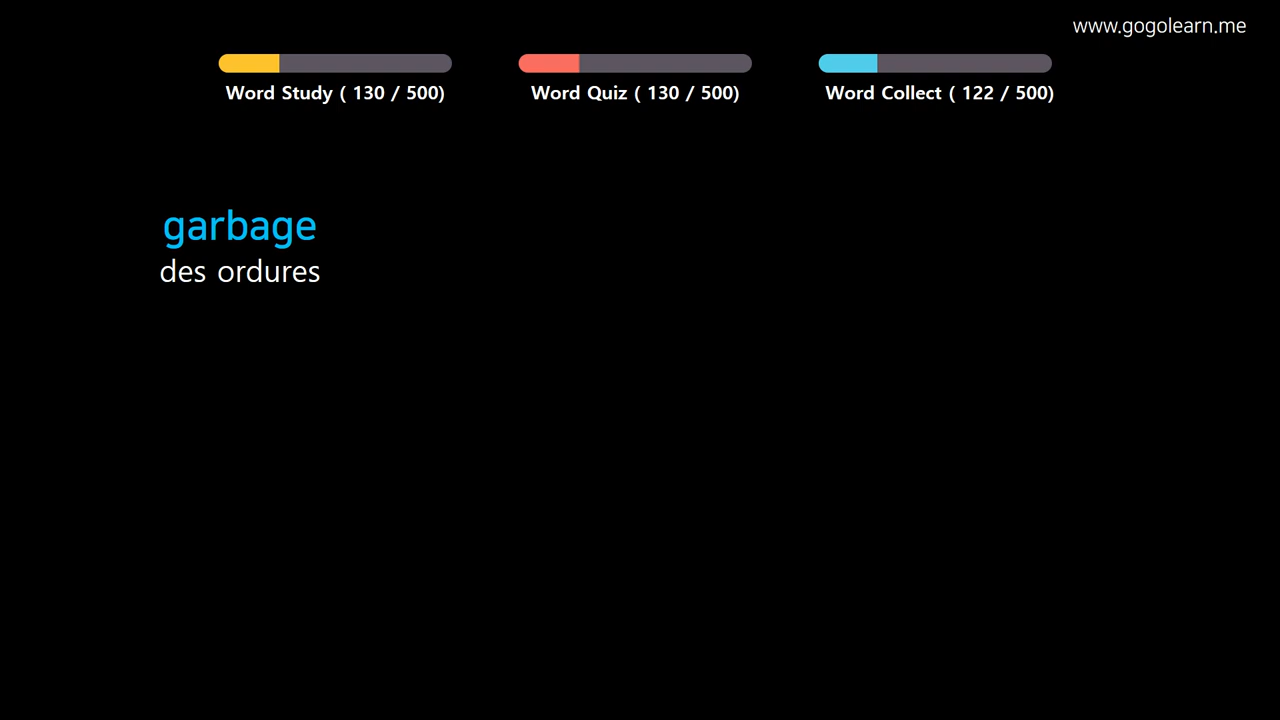 www.gogolearn.me
Word Study ( 130 / 500)
Word Quiz ( 130 / 500)
Word Collect ( 122 / 500)
garbage
des ordures